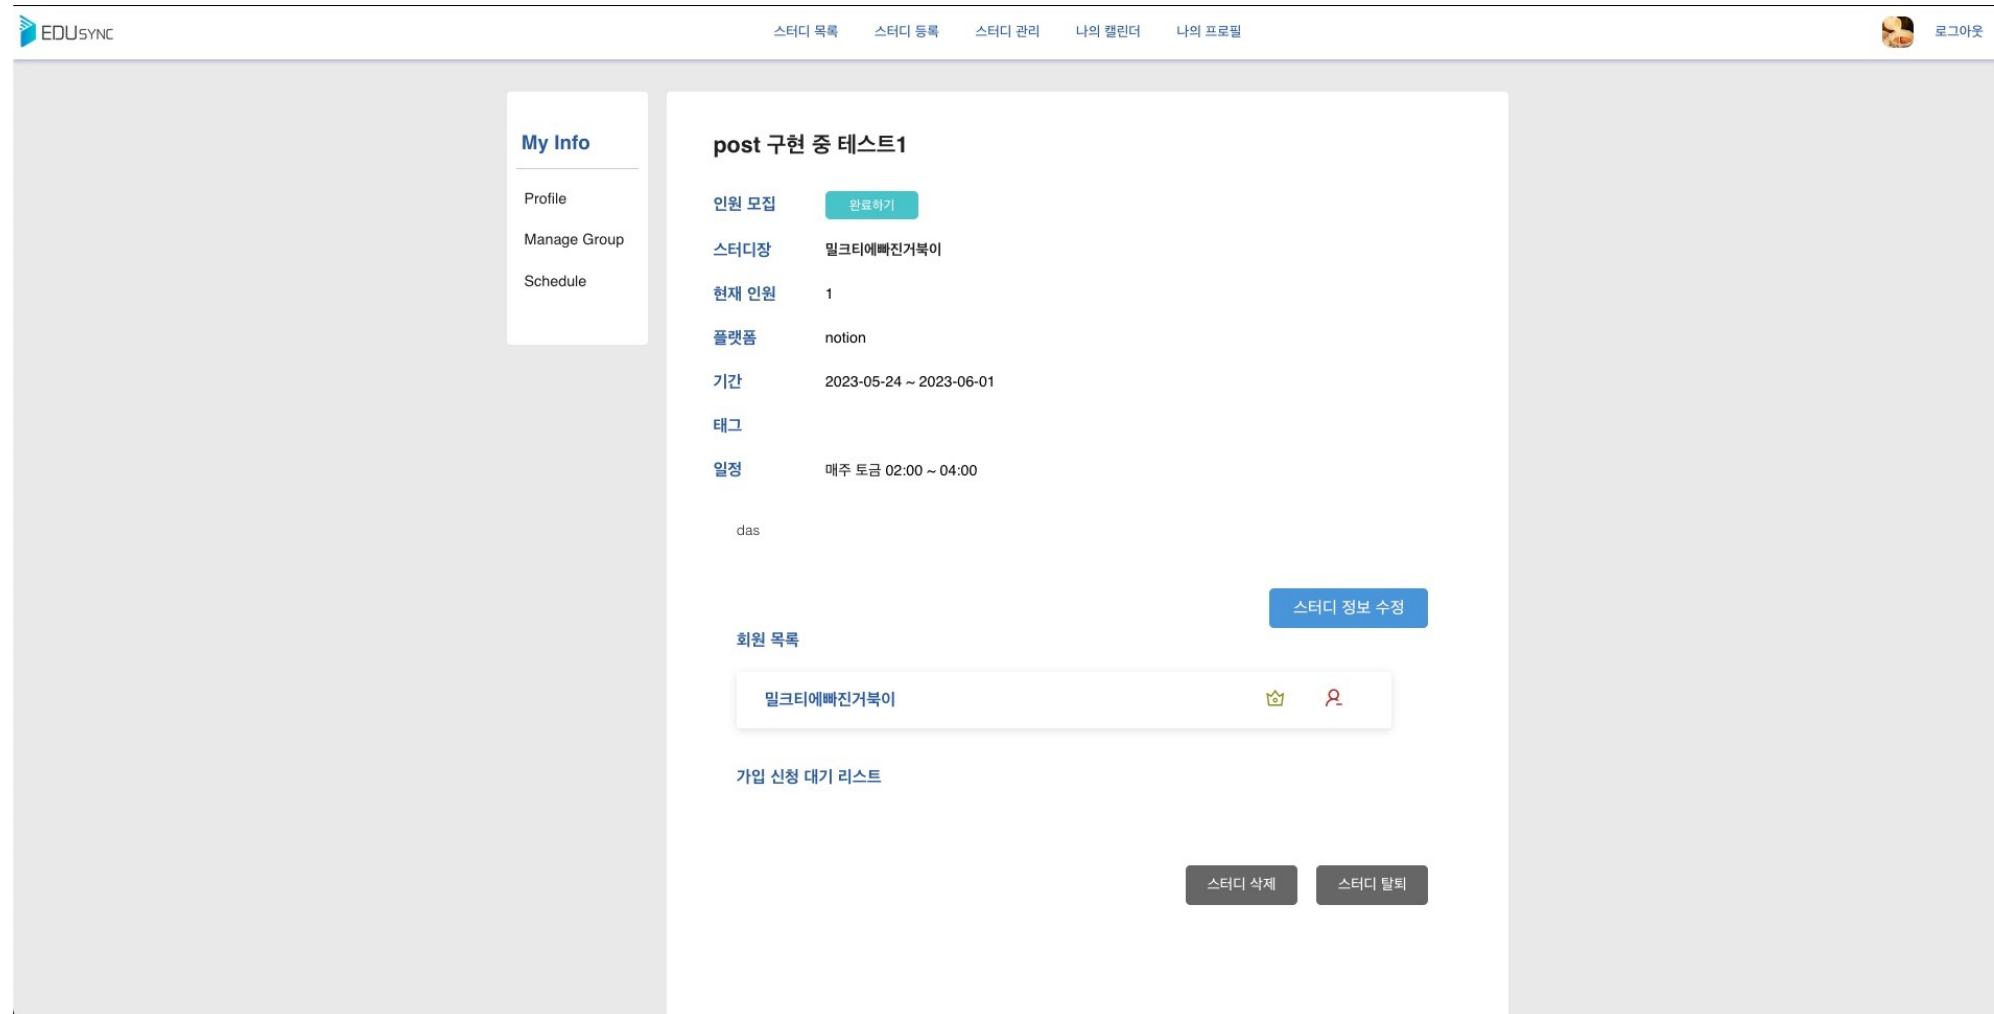 EDUSYNC
스터디 목록 스터디 등록 스터디 관리 나의 캘린더 나의 프로필 로그아웃
My Info
Profile
Manage Group
Schedule
post 구현 중 테스트1
인원 모집 완료하기
스터디장 밀크티에빠진거북이
현재 인원 1
플랫폼 notion
기간 2023-05-24 ~ 2023-06-01
태그
일정 매주 토금 02:00 ~ 04:00
das
스터디 정보 수정
회원 목록
밀크티에빠진거북이
가입 신청 대기 리스트
스터디 삭제 스터디 탈퇴